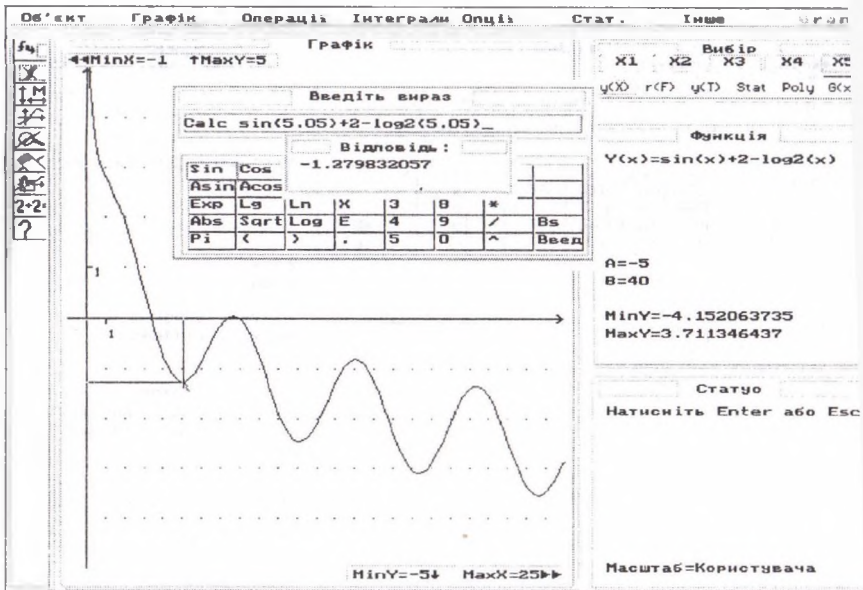 Об'єкт Графік Операції Інтеграли Опції Стат. Інше
Графік
◄◄MinX=-1 ↑MaxY=5
Введіть вираз
Calc sin(5.05)+2-log2(5.05)_
Відповідь:
-1.279832057
Sin Cos
Asin Acos
Exp Lg Ln X 3 8 *
Abs Sqrt Log E 4 9 / Bs
Pi ( ) . 5 0 ^ Введ
2+2=
?
1
1
MinY=-5↓ MaxX=25►►
Вибір
X1 X2 X3 X4 X5
y(X) r(F) y(T) Stat Poly G(x
Функція
Y(x)=sin(x)+2-log2(x)
A=-5
B=40
MinY=-4.152063735
MaxY=3.711346437
Статус
Натисніть Enter або Esc
Масштаб=Користувача